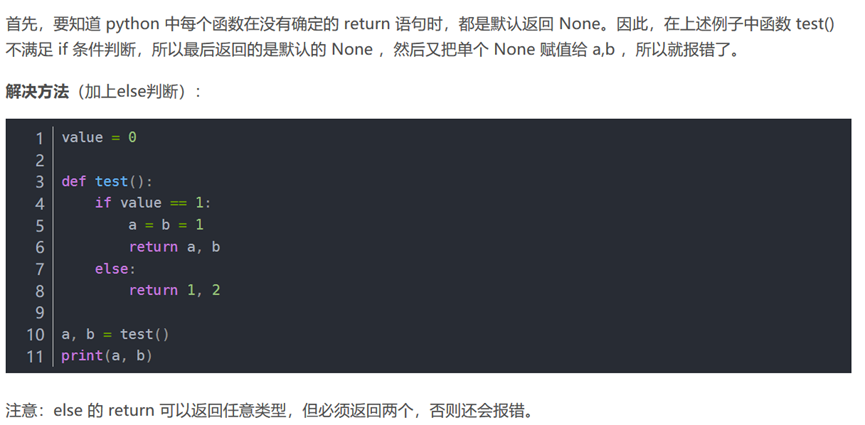 首先，要知道 python 中每个函数在没有确定的 return 语句时，都是默认返回 None。因此，在上述例子中函数 test()
不满足 if 条件判断，所以最后返回的是默认的 None ，然后又把单个 None 赋值给 a,b ，所以就报错了。
解决方法（加上else判断）：
1 value = 0
2
3 def test():
4     if value == 1:
5         a = b = 1
6         return a, b
7     else:
8         return 1, 2
9
10 a, b = test()
11 print(a, b)
注意：else 的 return 可以返回任意类型，但必须返回两个，否则还会报错。